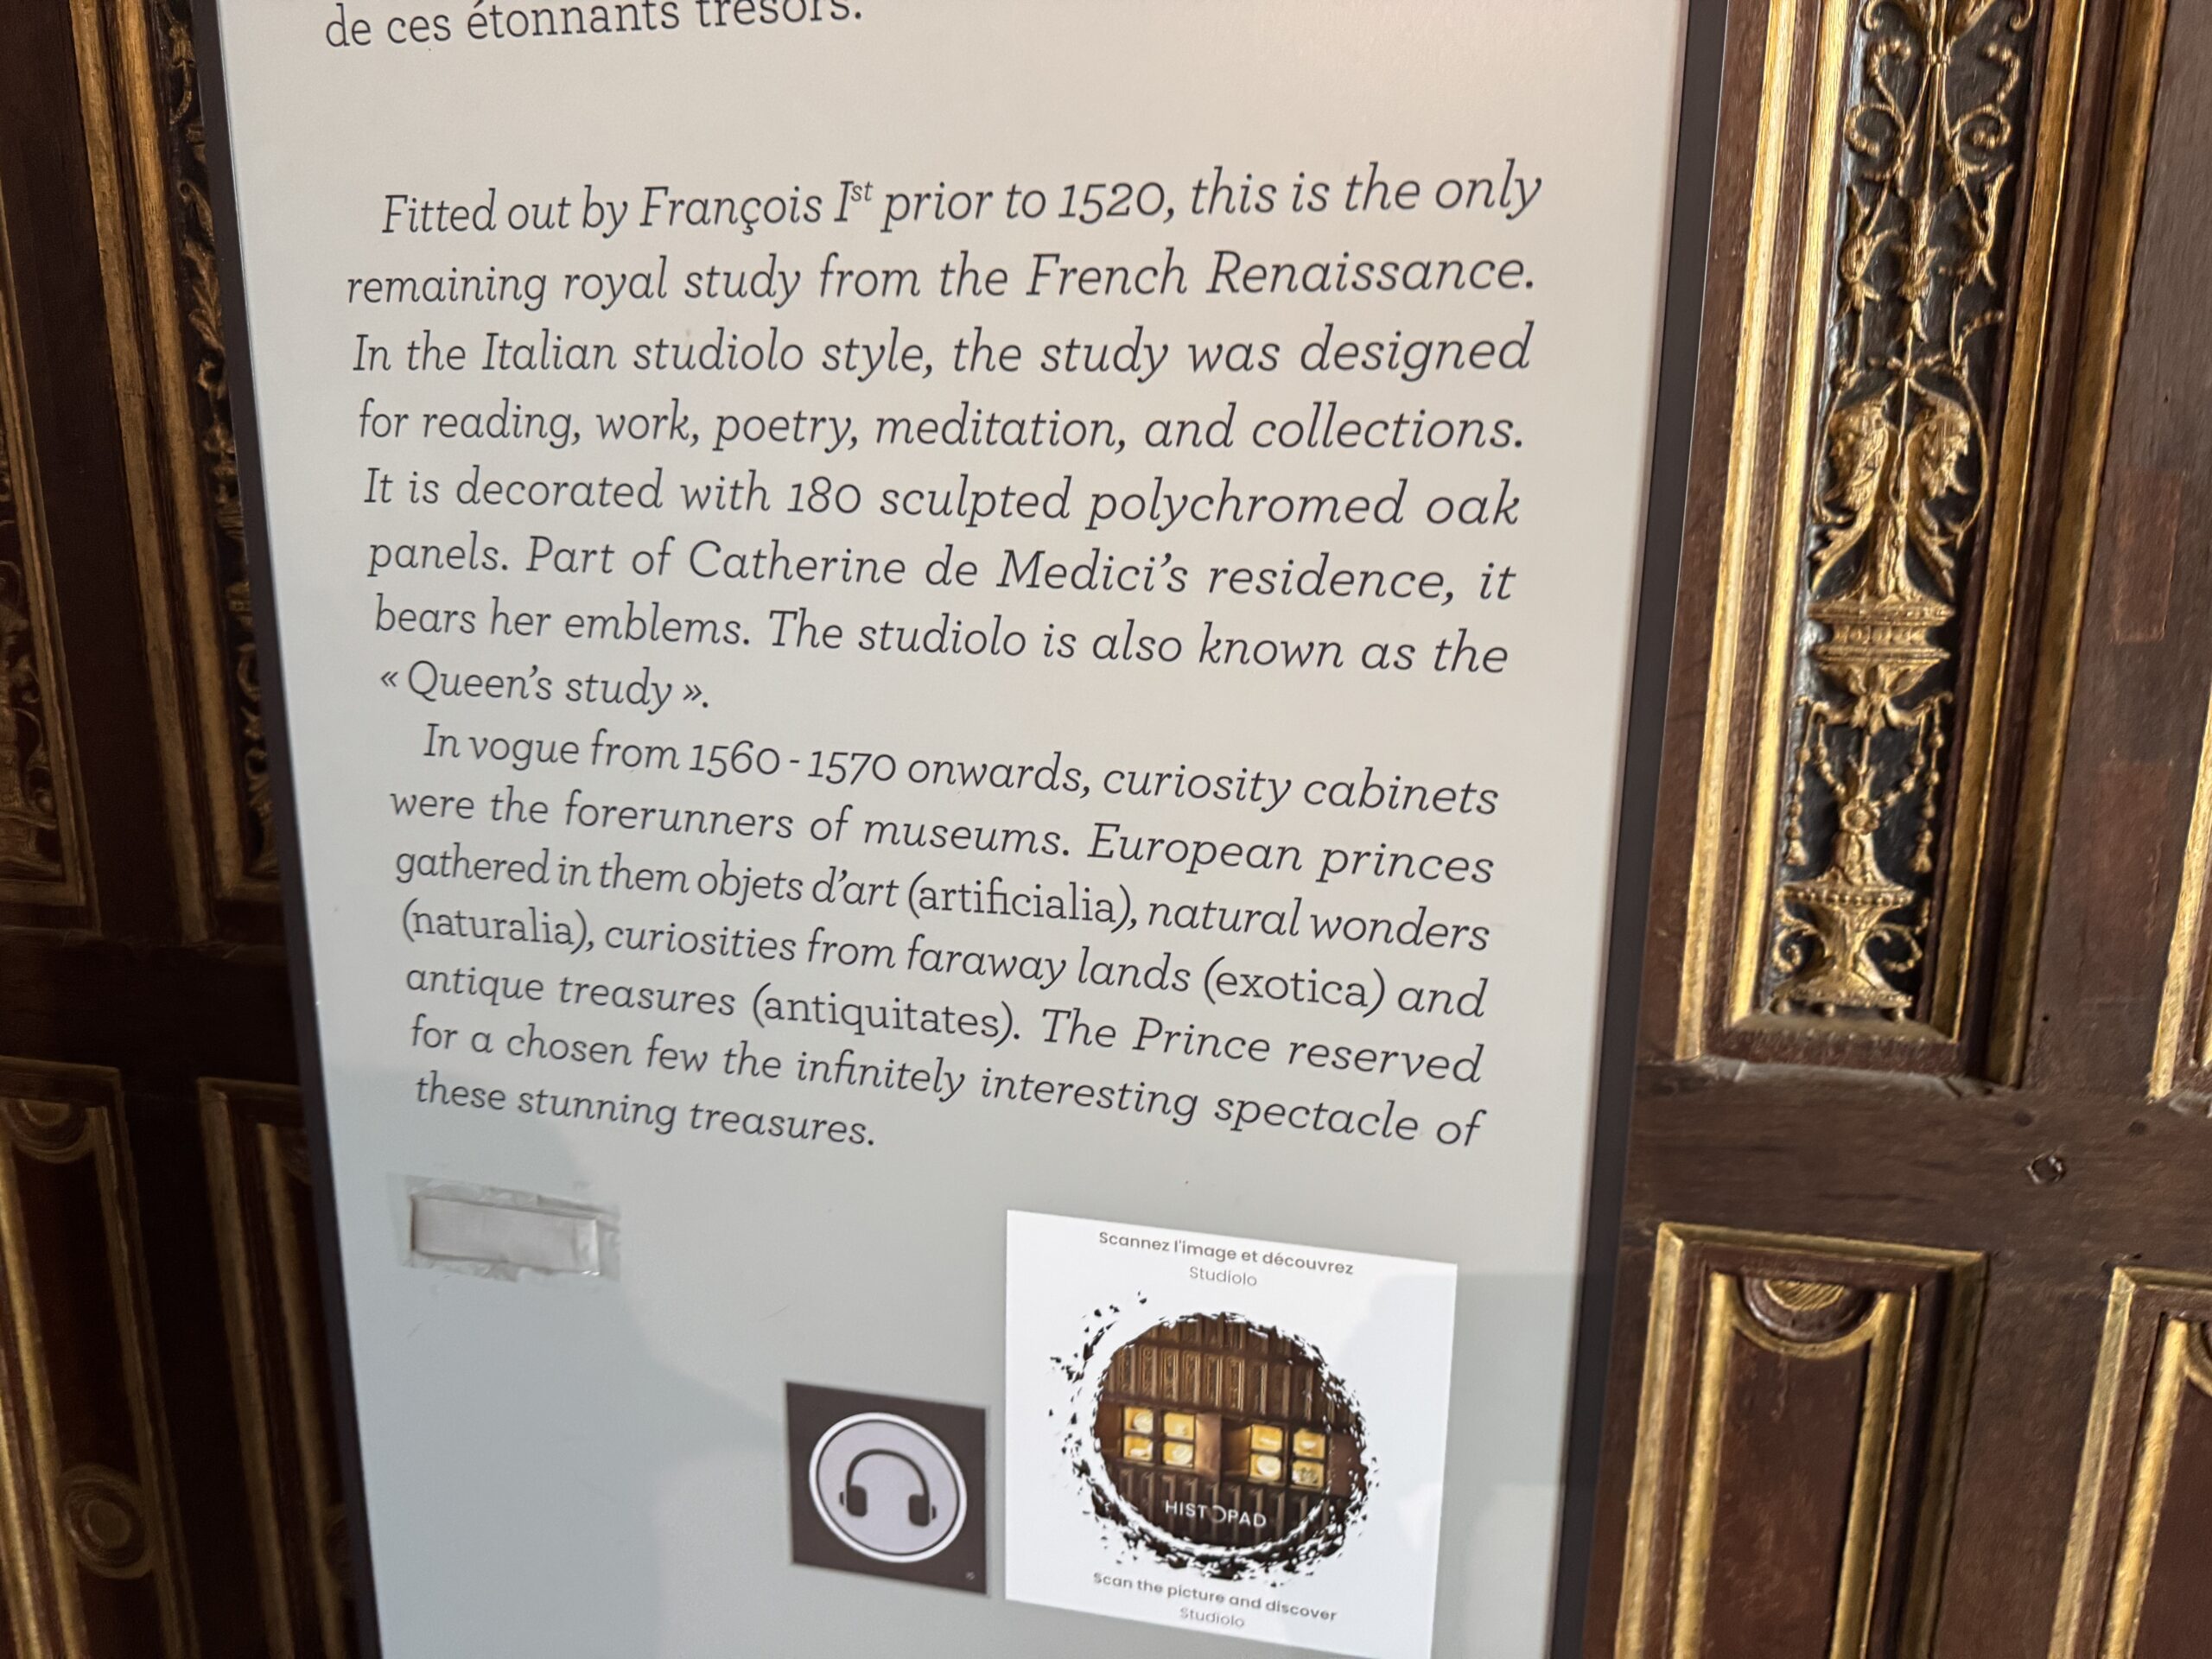 de ces étonnants trésors.
Fitted out by François Ist prior to 1520, this is the only
remaining royal study from the French Renaissance.
In the Italian studiolo style, the study was designed
for reading, work, poetry, meditation, and collections.
It is decorated with 180 sculpted polychromed oak
panels. Part of Catherine de Medici's residence, it
bears her emblems. The studiolo is also known as the
« Queen's study ».
In vogue from 1560 - 1570 onwards, curiosity cabinets
were the forerunners of museums. European princes
gathered in them objets d'art (artificialia), natural wonders
(naturalia), curiosities from faraway lands (exotica) and
antique treasures (antiquitates). The Prince reserved
for a chosen few the infinitely interesting spectacle of
these stunning treasures.
Scannez l'image et découvrez
Studiolo
HISTOPAD
Scan the picture and discover
Studiolo